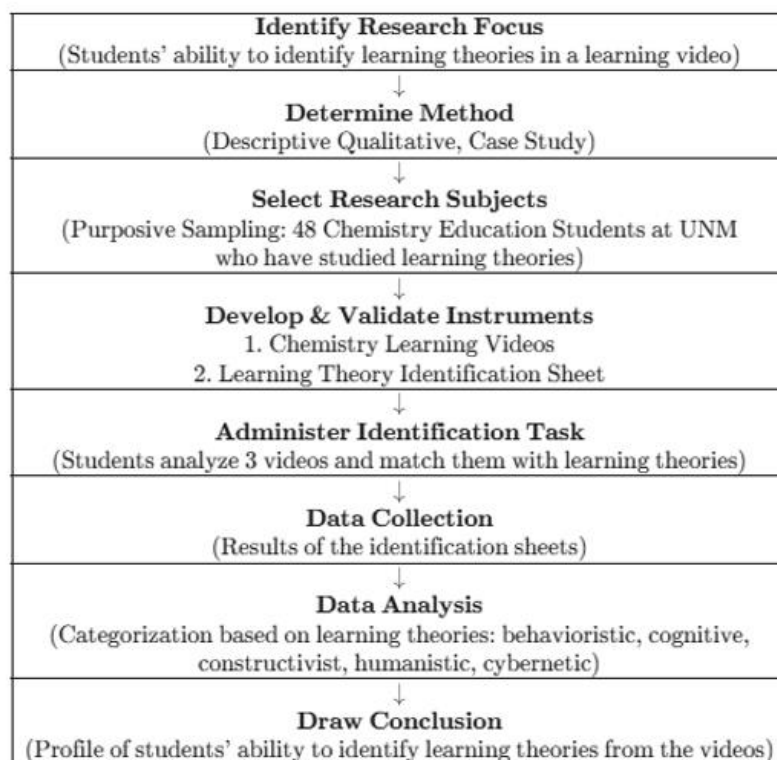 Identify Research Focus
(Students' ability to identify learning theories in a learning video)
↓
Determine Method
(Descriptive Qualitative, Case Study)
↓
Select Research Subjects
(Purposive Sampling: 48 Chemistry Education Students at UNM
who have studied learning theories)
↓
Develop & Validate Instruments
1. Chemistry Learning Videos
2. Learning Theory Identification Sheet
↓
Administer Identification Task
(Students analyze 3 videos and match them with learning theories)
↓
Data Collection
(Results of the identification sheets)
↓
Data Analysis
(Categorization based on learning theories: behavioristic, cognitive,
constructivist, humanistic, cybernetic)
↓
Draw Conclusion
(Profile of students' ability to identify learning theories from the videos)